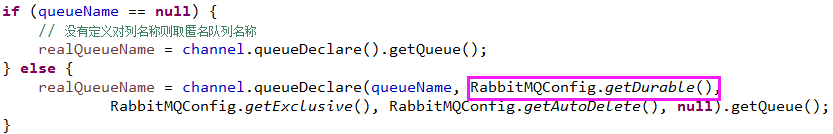 if (queueName == null) {
// 没有定义对列名称则取匿名队列名称
realQueueName = channel.queueDeclare().getQueue();
} else {
realQueueName = channel.queueDeclare(queueName, RabbitMQConfig.getDurable(),
RabbitMQConfig.getExclusive(), RabbitMQConfig.getAutoDelete(), null).getQueue();
}